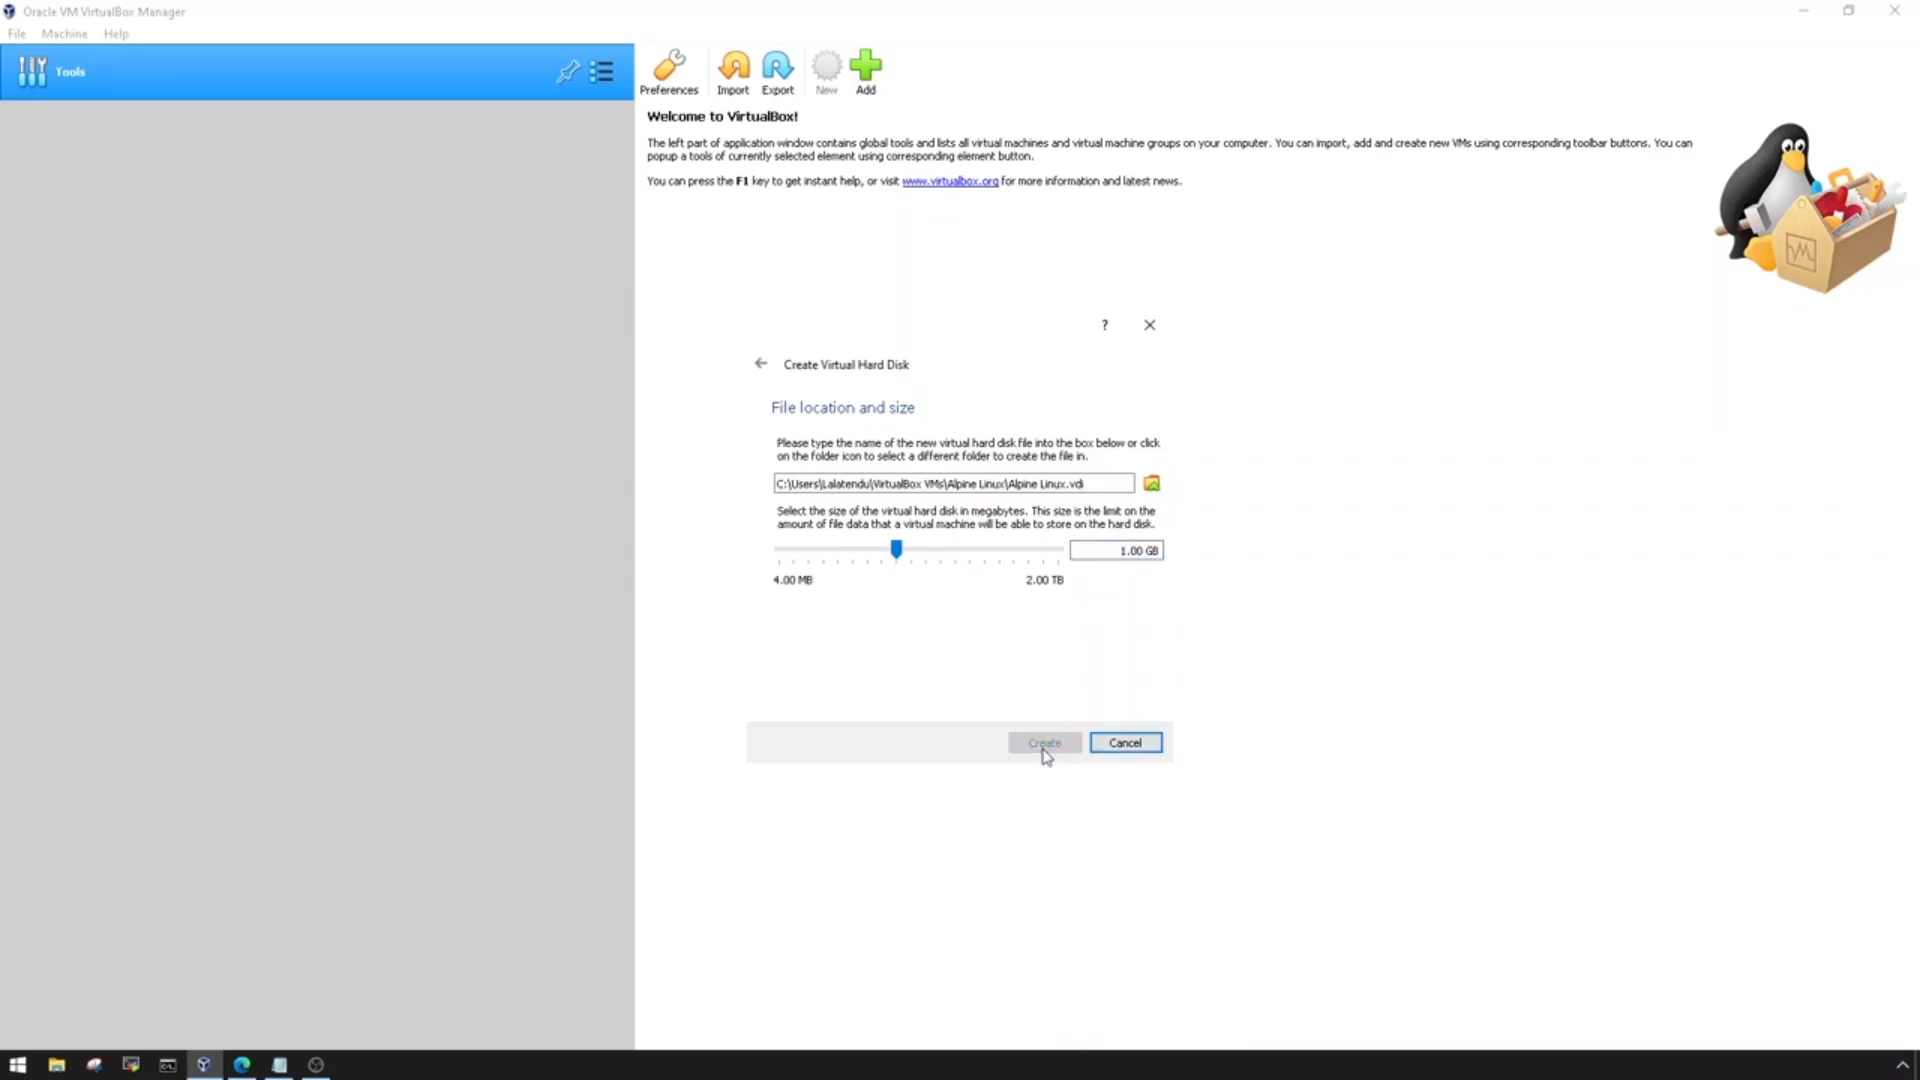 Oracle VM VirtualBox Manager
File Machine Help
Tools
Preferences Import Export New Add
Welcome to VirtualBox!
The left part of application window contains global tools and lists all virtual machines and virtual machine groups on your computer. You can import, add and create new VMs using corresponding toolbar buttons. You can
popup a tools of currently selected element using corresponding element button.
You can press the F1 key to get instant help, or visit www.virtualbox.org for more information and latest news.
?
Create Virtual Hard Disk
File location and size
Please type the name of the new virtual hard disk file into the box below or click
on the folder icon to select a different folder to create the file in.
C:\Users\Lalatendu\VirtualBox VMs\Alpine Linux\Alpine Linux.vdi
Select the size of the virtual hard disk in megabytes. This size is the limit on the
amount of file data that a virtual machine will be able to store on the hard disk.
1.00 GB
4.00 MB 2.00 TB
Create Cancel